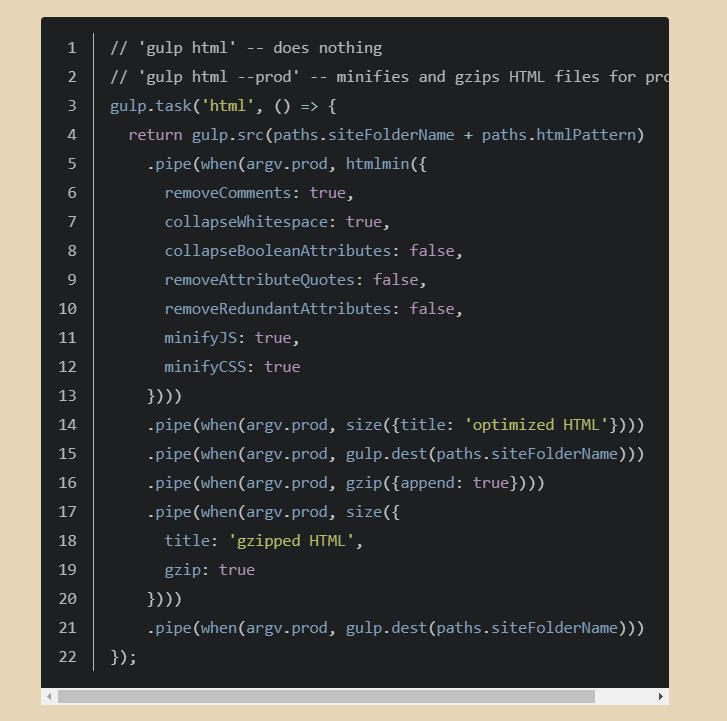 1 // 'gulp html' -- does nothing
2 // 'gulp html --prod' -- minifies and gzips HTML files for
3 gulp.task('html', () => {
4   return gulp.src(paths.siteFolderName + paths.htmlPattern)
5     .pipe(when(argv.prod, htmlmin({
6       removeComments: true,
7       collapseWhitespace: true,
8       collapseBooleanAttributes: false,
9       removeAttributeQuotes: false,
10       removeRedundantAttributes: false,
11       minifyJS: true,
12       minifyCSS: true
13     })))
14     .pipe(when(argv.prod, size({title: 'optimized HTML'})))
15     .pipe(when(argv.prod, gulp.dest(paths.siteFolderName)))
16     .pipe(when(argv.prod, gzip({append: true})))
17     .pipe(when(argv.prod, size({
18       title: 'gzipped HTML',
19       gzip: true
20     })))
21     .pipe(when(argv.prod, gulp.dest(paths.siteFolderName)))
22 });